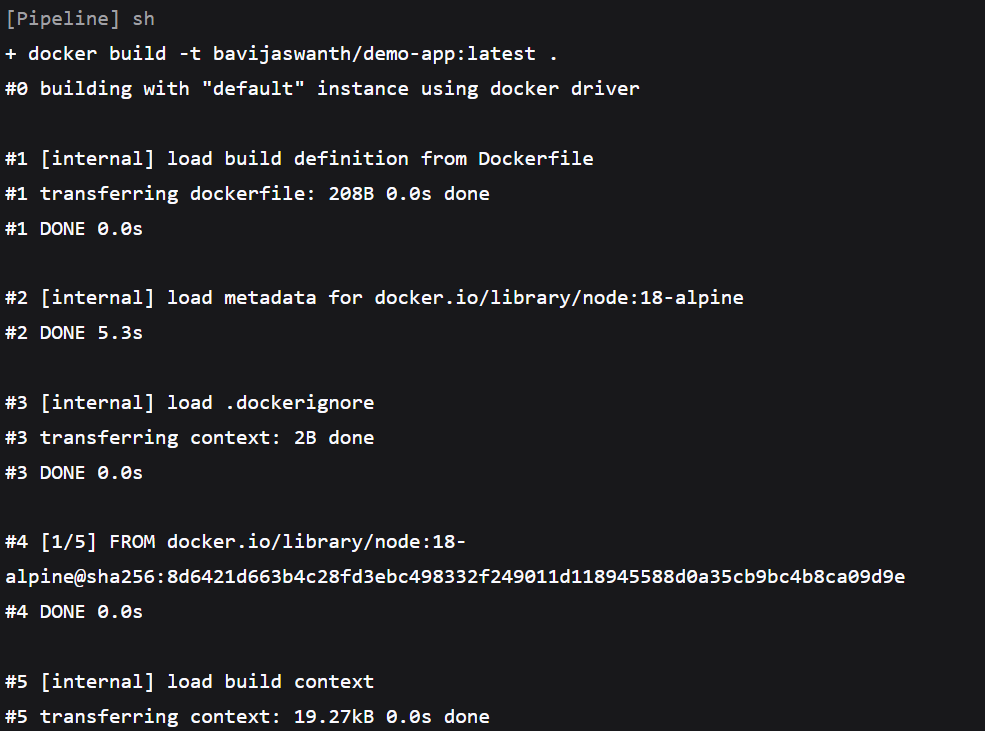 [Pipeline] sh
+ docker build -t bavijaswanth/demo-app:latest .
#0 building with "default" instance using docker driver
#1 [internal] load build definition from Dockerfile
#1 transferring dockerfile: 208B 0.0s done
#1 DONE 0.0s
#2 [internal] load metadata for docker.io/library/node:18-alpine
#2 DONE 5.3s
#3 [internal] load .dockerignore
#3 transferring context: 2B done
#3 DONE 0.0s
#4 [1/5] FROM docker.io/library/node:18-
alpine@sha256:8d6421d663b4c28fd3ebc498332f249011d118945588d0a35cb9bc4b8ca09d9e
#4 DONE 0.0s
#5 [internal] load build context
#5 transferring context: 19.27kB 0.0s done